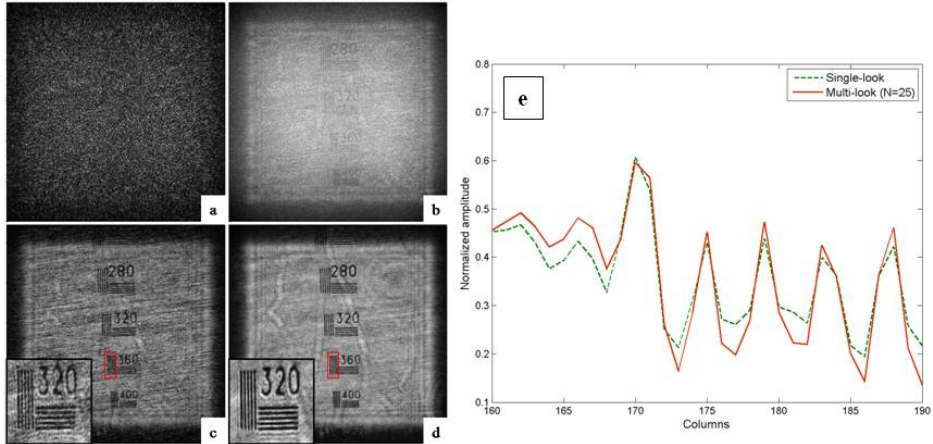 a
280
32
360
b
280
320
360
400
320
c
280
320
360
400
320
d
e
Single-look
Multi-look (N=25)
Normalized amplitude
0.8
0.7
0.6
0.5
0.4
0.3
0.2
0.1
160 165 170 175 180 185 190
Columns